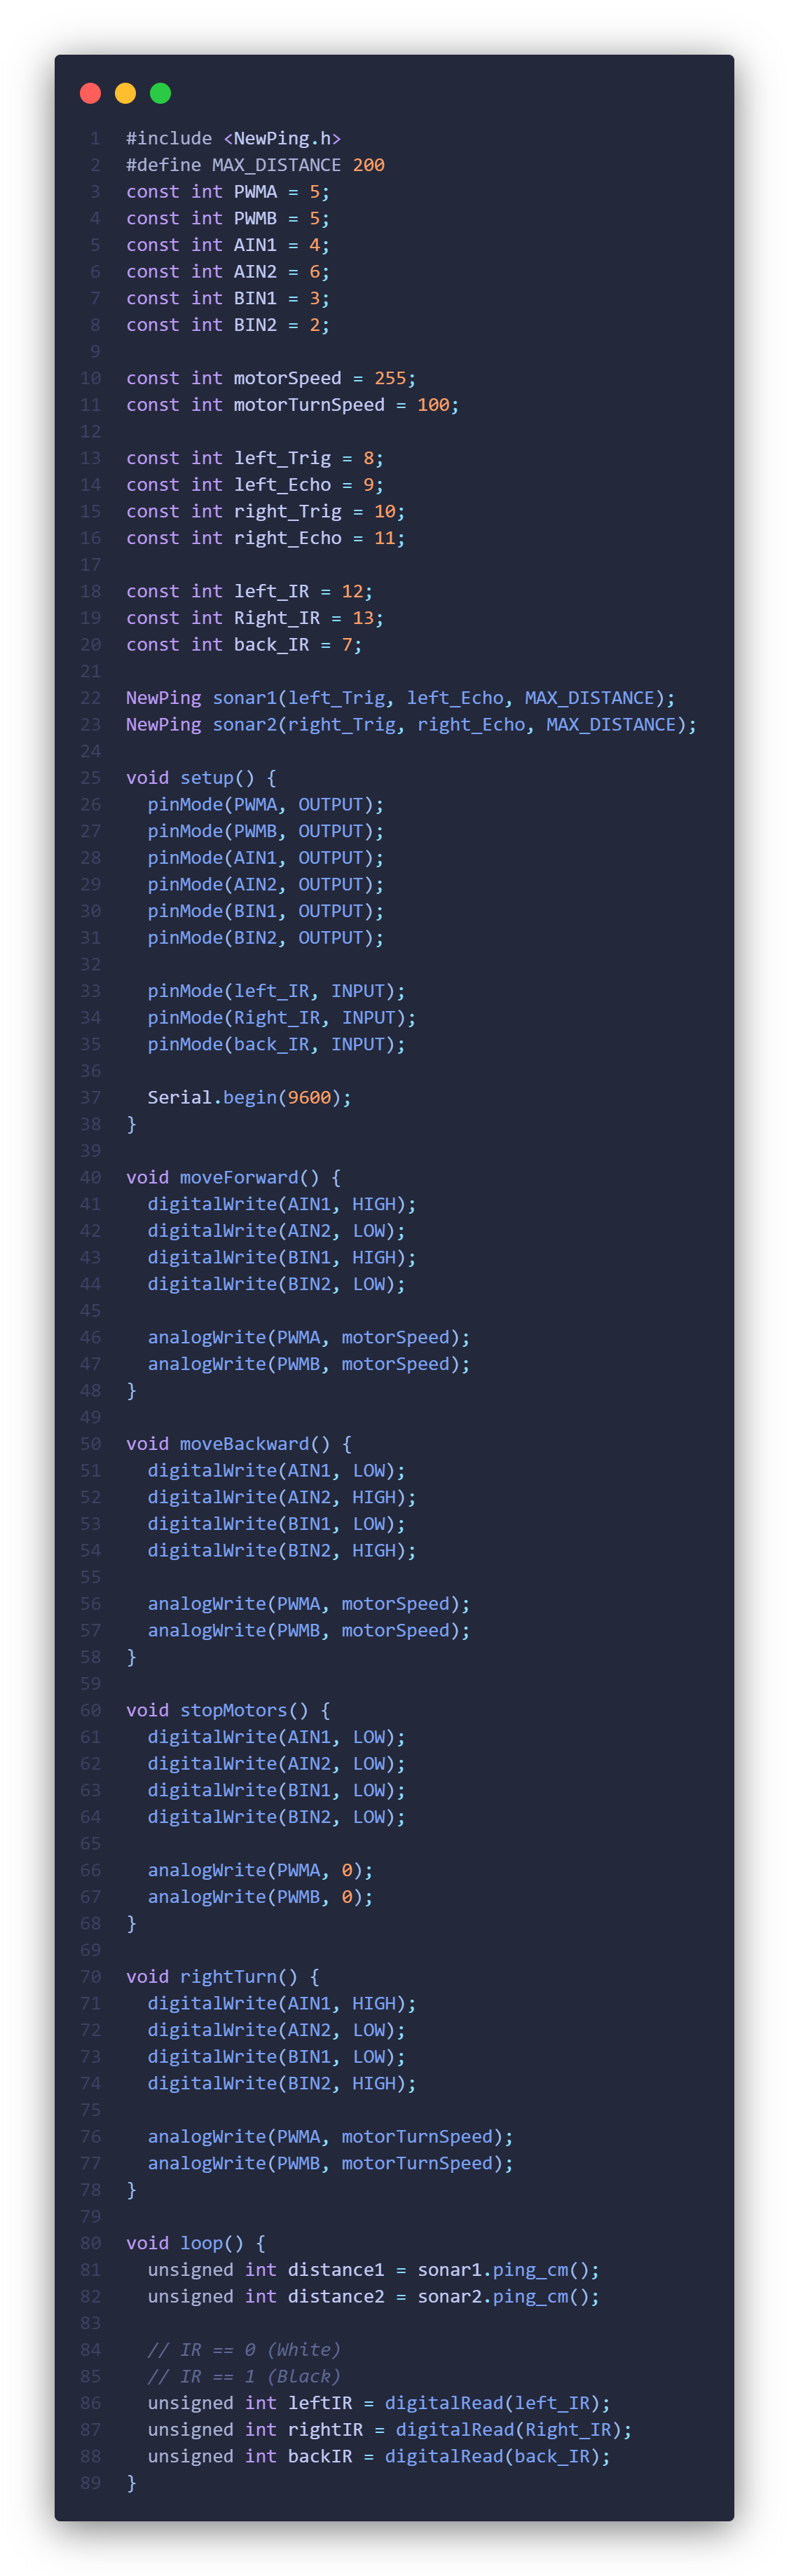 1 #include <NewPing.h>
2 #define MAX_DISTANCE 200
3 const int PWMA = 5;
4 const int PWMB = 5;
5 const int AIN1 = 4;
6 const int AIN2 = 6;
7 const int BIN1 = 3;
8 const int BIN2 = 2;
9
10 const int motorSpeed = 255;
11 const int motorTurnSpeed = 100;
12
13 const int left_Trig = 8;
14 const int left_Echo = 9;
15 const int right_Trig = 10;
16 const int right_Echo = 11;
17
18 const int left_IR = 12;
19 const int Right_IR = 13;
20 const int back_IR = 7;
21
22 NewPing sonar1(left_Trig, left_Echo, MAX_DISTANCE);
23 NewPing sonar2(right_Trig, right_Echo, MAX_DISTANCE);
24
25 void setup() {
26   pinMode(PWMA, OUTPUT);
27   pinMode(PWMB, OUTPUT);
28   pinMode(AIN1, OUTPUT);
29   pinMode(AIN2, OUTPUT);
30   pinMode(BIN1, OUTPUT);
31   pinMode(BIN2, OUTPUT);
32
33   pinMode(left_IR, INPUT);
34   pinMode(Right_IR, INPUT);
35   pinMode(back_IR, INPUT);
36
37   Serial.begin(9600);
38 }
39
40 void moveForward() {
41   digitalWrite(AIN1, HIGH);
42   digitalWrite(AIN2, LOW);
43   digitalWrite(BIN1, HIGH);
44   digitalWrite(BIN2, LOW);
45
46   analogWrite(PWMA, motorSpeed);
47   analogWrite(PWMB, motorSpeed);
48 }
49
50 void moveBackward() {
51   digitalWrite(AIN1, LOW);
52   digitalWrite(AIN2, HIGH);
53   digitalWrite(BIN1, LOW);
54   digitalWrite(BIN2, HIGH);
55
56   analogWrite(PWMA, motorSpeed);
57   analogWrite(PWMB, motorSpeed);
58 }
59
60 void stopMotors() {
61   digitalWrite(AIN1, LOW);
62   digitalWrite(AIN2, LOW);
63   digitalWrite(BIN1, LOW);
64   digitalWrite(BIN2, LOW);
65
66   analogWrite(PWMA, 0);
67   analogWrite(PWMB, 0);
68 }
69
70 void rightTurn() {
71   digitalWrite(AIN1, HIGH);
72   digitalWrite(AIN2, LOW);
73   digitalWrite(BIN1, LOW);
74   digitalWrite(BIN2, HIGH);
75
76   analogWrite(PWMA, motorTurnSpeed);
77   analogWrite(PWMB, motorTurnSpeed);
78 }
79
80 void loop() {
81   unsigned int distance1 = sonar1.ping_cm();
82   unsigned int distance2 = sonar2.ping_cm();
83
84   // IR == 0 (White)
85   // IR == 1 (Black)
86   unsigned int leftIR = digitalRead(left_IR);
87   unsigned int rightIR = digitalRead(Right_IR);
88   unsigned int backIR = digitalRead(back_IR);
89 }